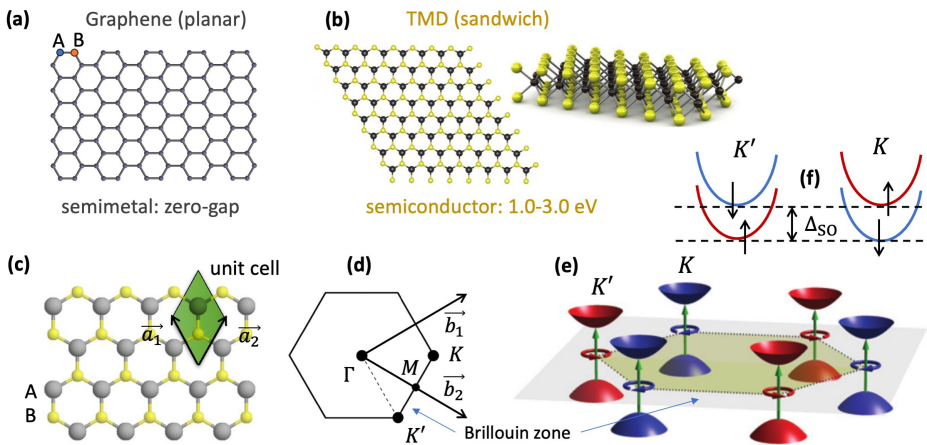 (a)
Graphene (planar)
A B
semimetal: zero-gap
(b)
TMD (sandwich)
semiconductor: 1.0-3.0 eV
(f)
K′
K
Δ_SO
(c)
unit cell
a₁⃗
a₂⃗
A
B
(d)
b₁⃗
K
Γ
M
b₂⃗
K′
Brillouin zone
(e)
K′
K